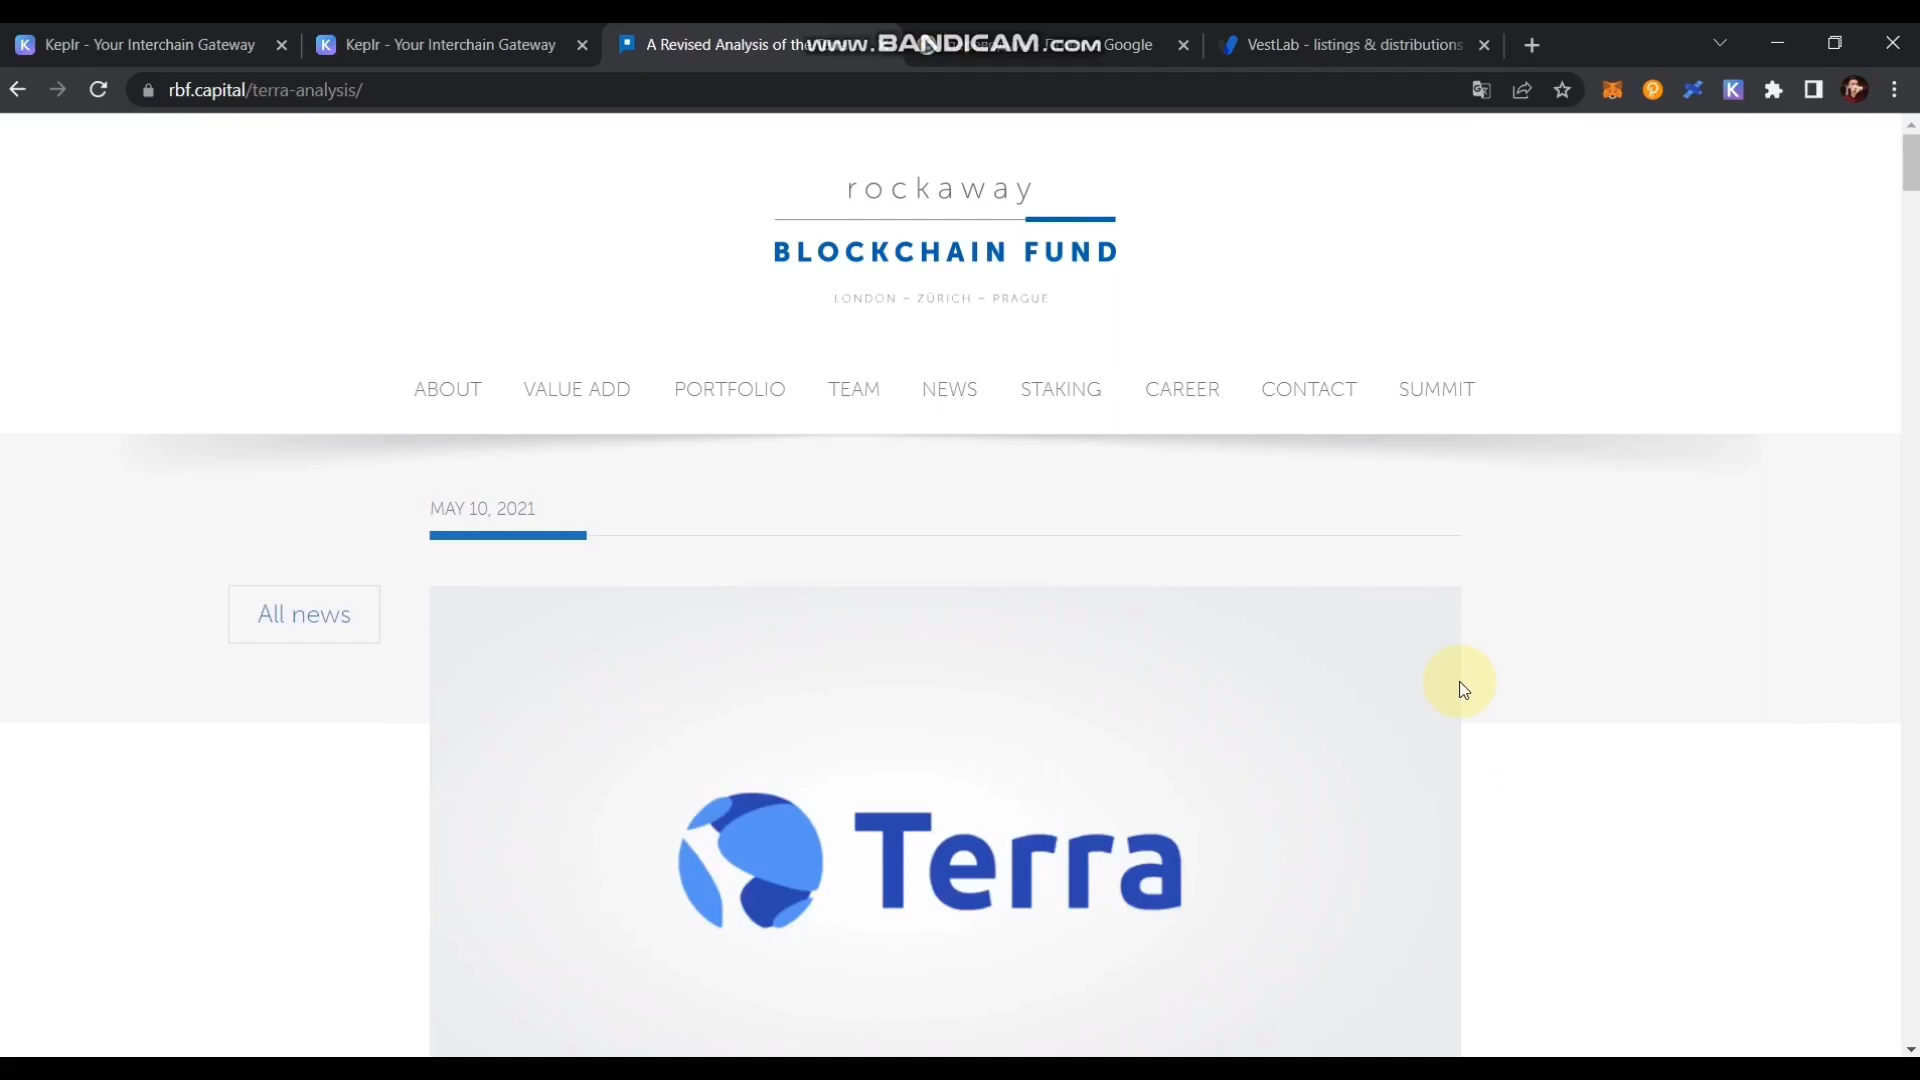 Keplr - Your Interchain Gateway
Keplr - Your Interchain Gateway
A Revised Analysis of the
www.BANDICAM.com
Google
VestLab - listings & distributions
rbf.capital/terra-analysis/
rockaway
BLOCKCHAIN FUND
LONDON – ZÜRICH – PRAGUE
ABOUT
VALUE ADD
PORTFOLIO
TEAM
NEWS
STAKING
CAREER
CONTACT
SUMMIT
MAY 10, 2021
All news
Terra